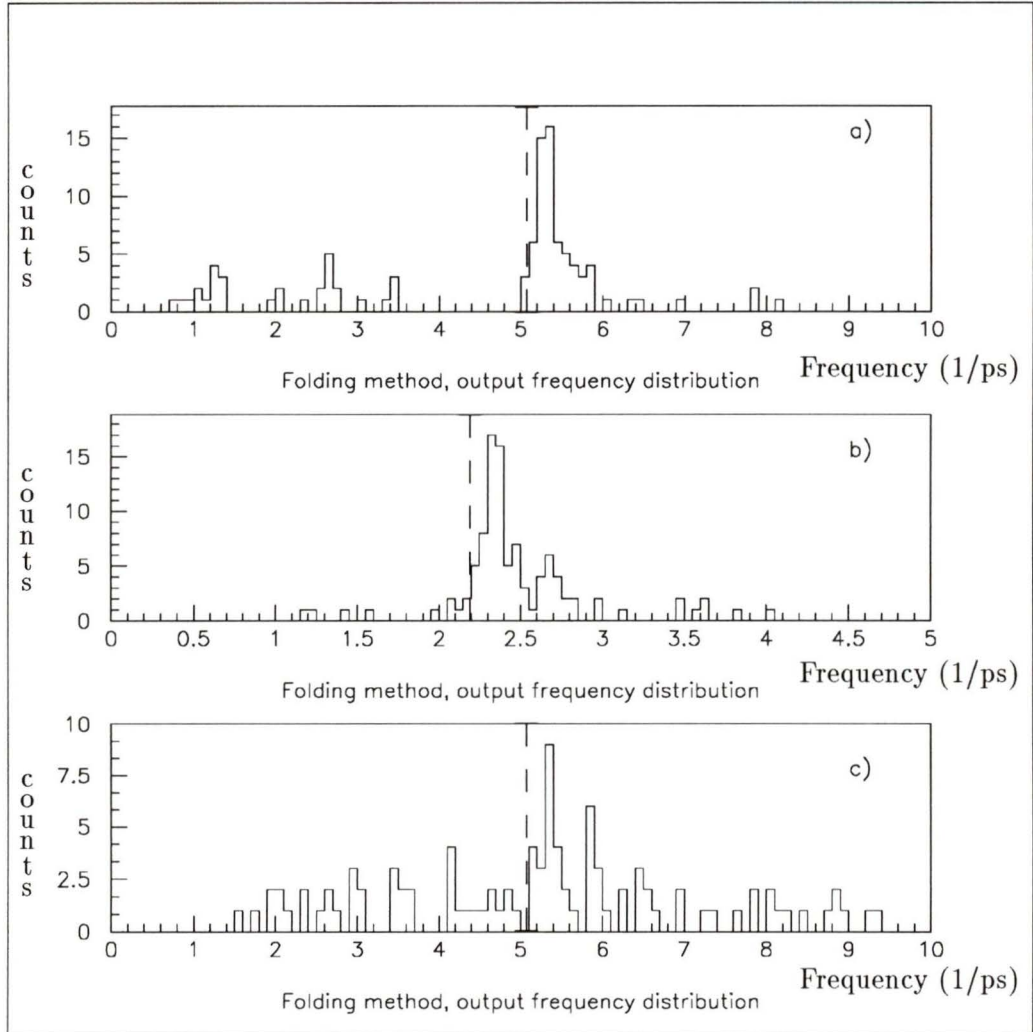 a)
15
10
5
0
counts
0 1 2 3 4 5 6 7 8 9 10
Frequency (1/ps)
Folding method, output frequency distribution
b)
15
10
5
0
counts
0 0.5 1 1.5 2 2.5 3 3.5 4 4.5 5
Frequency (1/ps)
Folding method, output frequency distribution
c)
10
7.5
5
2.5
0
counts
0 1 2 3 4 5 6 7 8 9 10
Frequency (1/ps)
Folding method, output frequency distribution